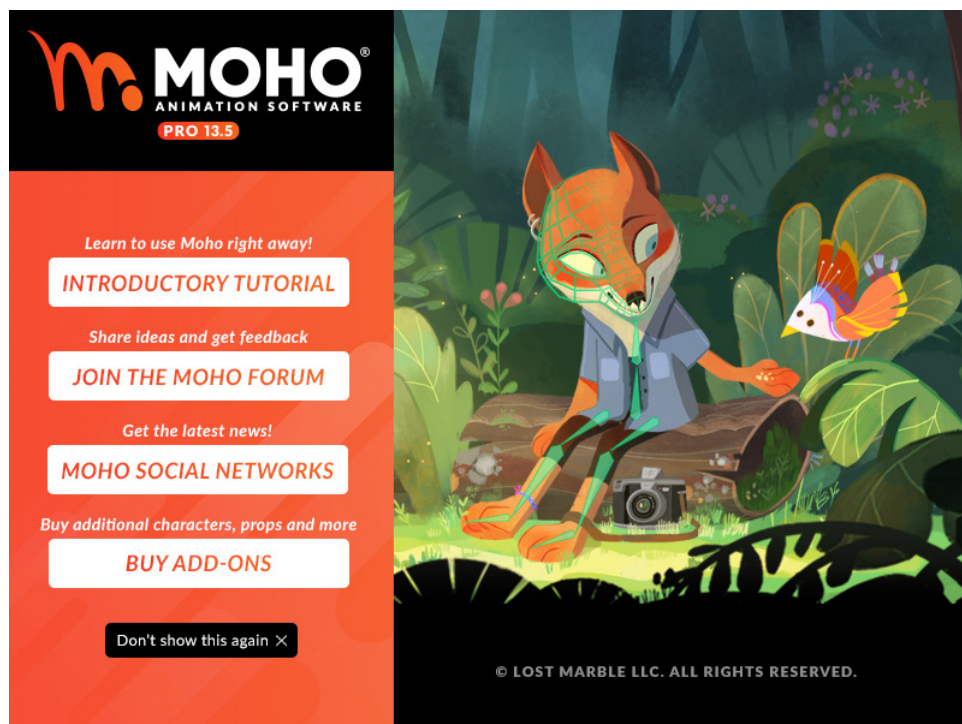 MOHO®
ANIMATION SOFTWARE
PRO 13.5
Learn to use Moho right away!
INTRODUCTORY TUTORIAL
Share ideas and get feedback
JOIN THE MOHO FORUM
Get the latest news!
MOHO SOCIAL NETWORKS
Buy additional characters, props and more
BUY ADD-ONS
Don't show this again ×
© LOST MARBLE LLC. ALL RIGHTS RESERVED.